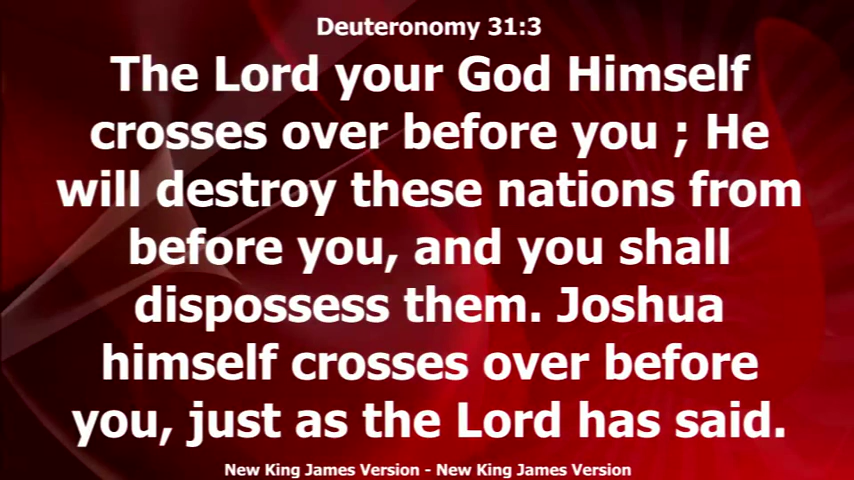 Deuteronomy 31:3
The Lord your God Himself
crosses over before you ; He
will destroy these nations from
before you, and you shall
dispossess them. Joshua
himself crosses over before
you, just as the Lord has said.
New King James Version - New King James Version